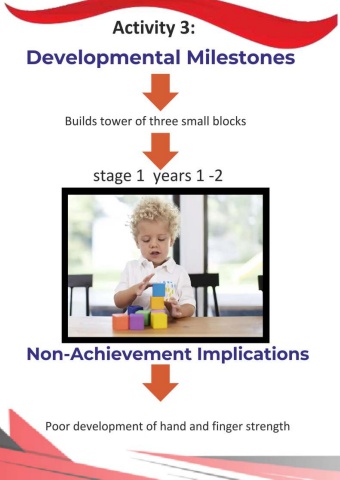 Activity 3:
Developmental Milestones
Builds tower of three small blocks
stage 1 years 1 -2
Non-Achievement Implications
Poor development of hand and finger strength